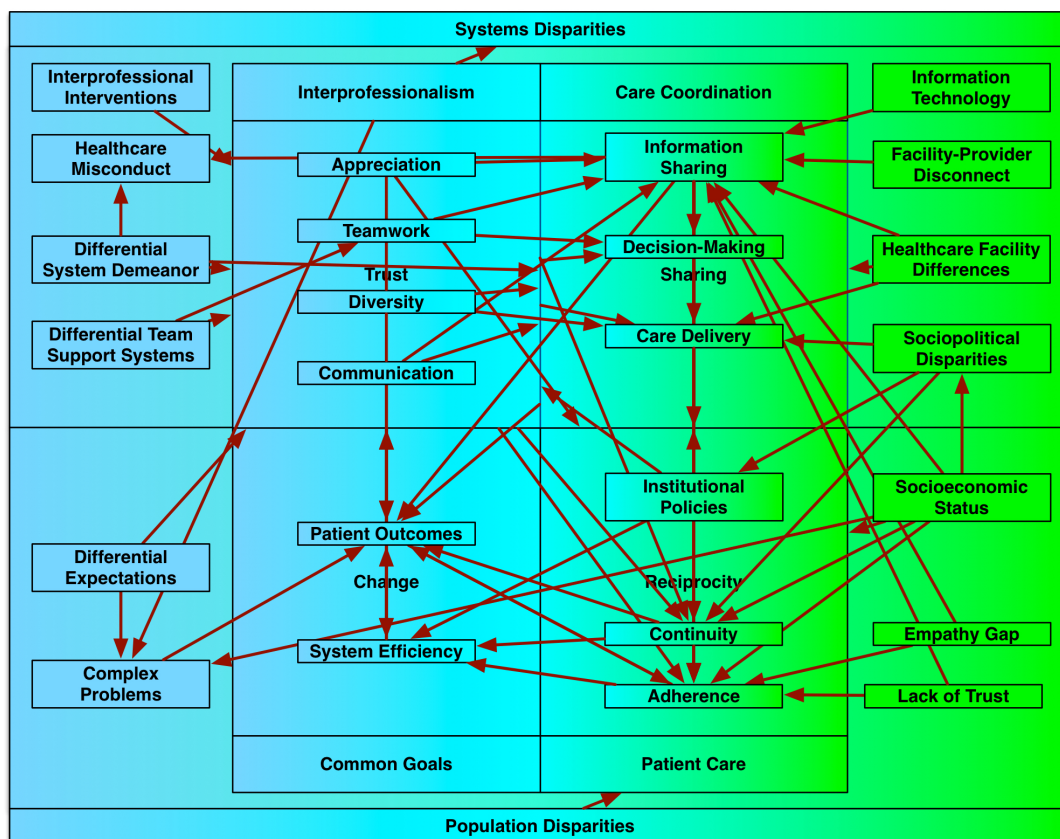 Systems Disparities
Interprofessional
Interventions
Interprofessionalism
Care Coordination
Information
Technology
Healthcare
Misconduct
Appreciation
Information
Sharing
Facility-Provider
Disconnect
Teamwork
Differential
System Demeanor
Decision-Making
Healthcare Facility
Differences
Trust
Sharing
Diversity
Differential Team
Support Systems
Care Delivery
Sociopolitical
Disparities
Communication
Institutional
Policies
Socioeconomic
Status
Patient Outcomes
Differential
Expectations
Change
Reciprocity
Continuity
Empathy Gap
System Efficiency
Complex
Problems
Adherence
Lack of Trust
Common Goals
Patient Care
Population Disparities